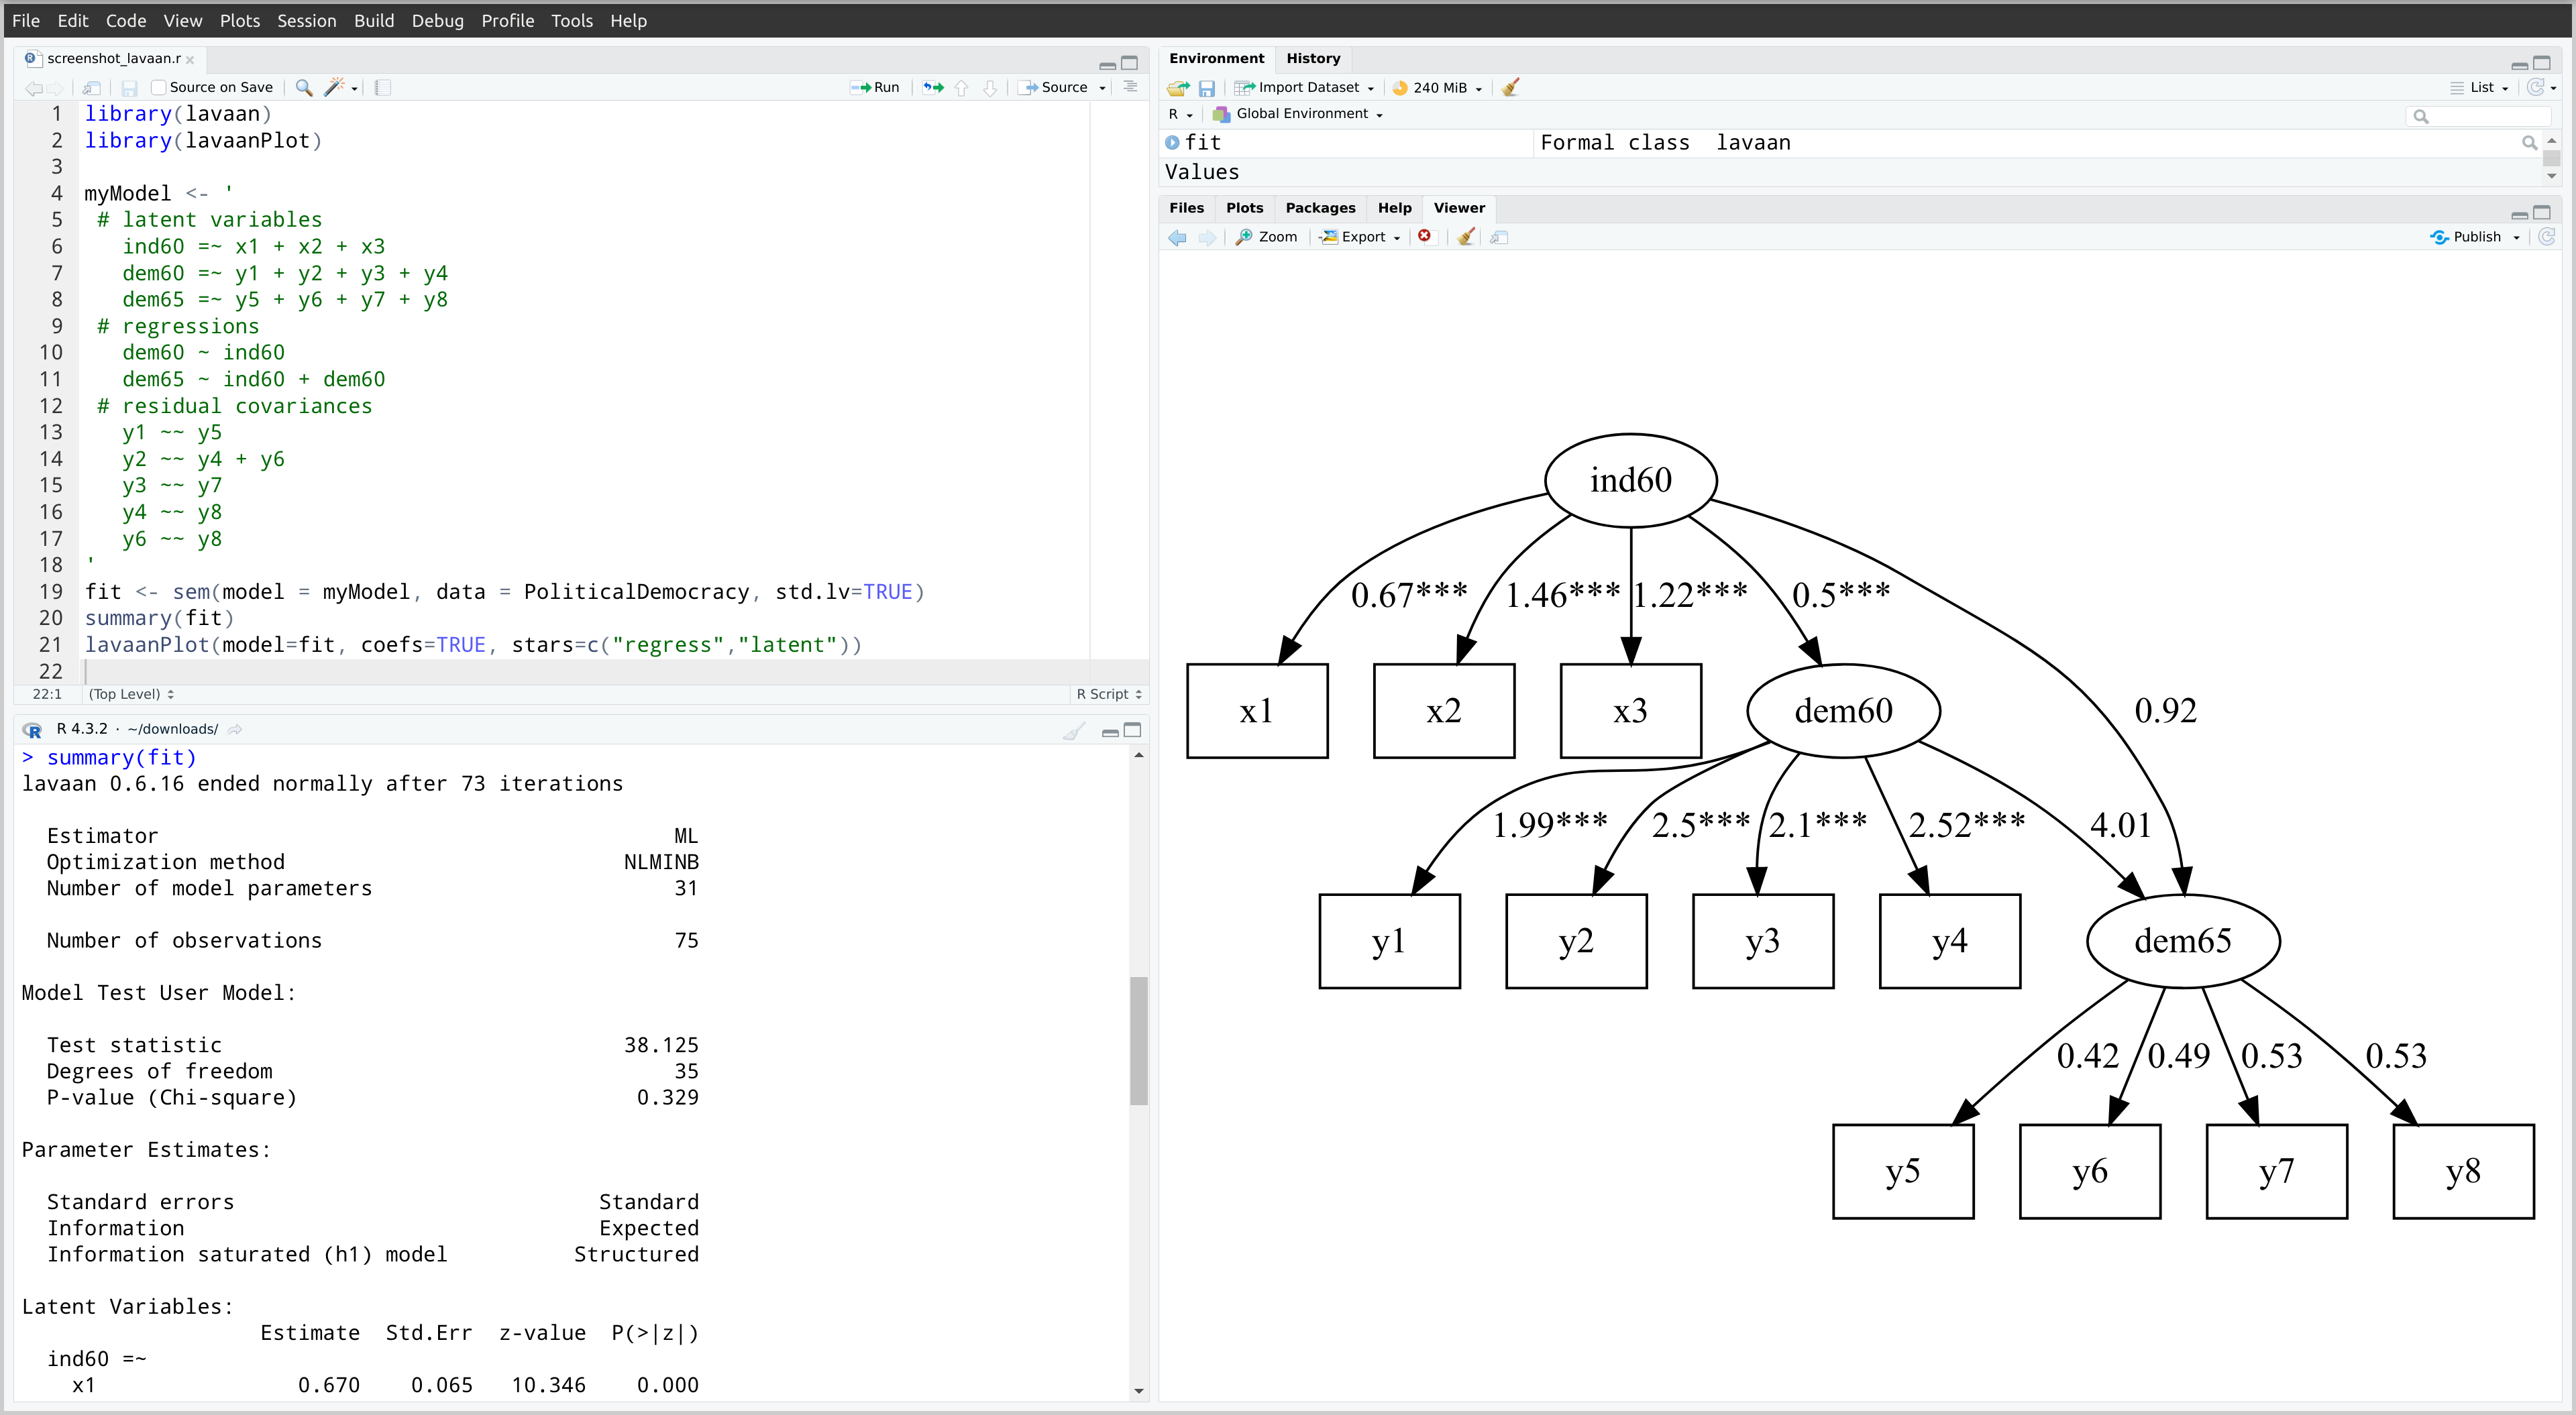 File Edit Code View Plots Session Build Debug Profile Tools Help
screenshot_lavaan.r
Source on Save Run Source
1 library(lavaan)
2 library(lavaanPlot)
3
4 myModel <- '
5  # latent variables
6    ind60 =~ x1 + x2 + x3
7    dem60 =~ y1 + y2 + y3 + y4
8    dem65 =~ y5 + y6 + y7 + y8
9  # regressions
10    dem60 ~ ind60
11    dem65 ~ ind60 + dem60
12  # residual covariances
13    y1 ~~ y5
14    y2 ~~ y4 + y6
15    y3 ~~ y7
16    y4 ~~ y8
17    y6 ~~ y8
18 '
19 fit <- sem(model = myModel, data = PoliticalDemocracy, std.lv=TRUE)
20 summary(fit)
21 lavaanPlot(model=fit, coefs=TRUE, stars=c("regress","latent"))
22
22:1 (Top Level) R Script
R 4.3.2 · ~/downloads/
> summary(fit)
lavaan 0.6.16 ended normally after 73 iterations
Estimator ML
Optimization method NLMINB
Number of model parameters 31
Number of observations 75
Model Test User Model:
Test statistic 38.125
Degrees of freedom 35
P-value (Chi-square) 0.329
Parameter Estimates:
Standard errors Standard
Information Expected
Information saturated (h1) model Structured
Latent Variables:
Estimate Std.Err z-value P(>|z|)
ind60 =~
x1 0.670 0.065 10.346 0.000
Environment History
Import Dataset 240 MiB List
R Global Environment
fit Formal class lavaan
Values
Files Plots Packages Help Viewer
Zoom Export Publish
ind60
0.67*** 1.46*** 1.22*** 0.5***
x1 x2 x3 dem60 0.92
1.99*** 2.5*** 2.1*** 2.52*** 4.01
y1 y2 y3 y4 dem65
0.42 0.49 0.53 0.53
y5 y6 y7 y8